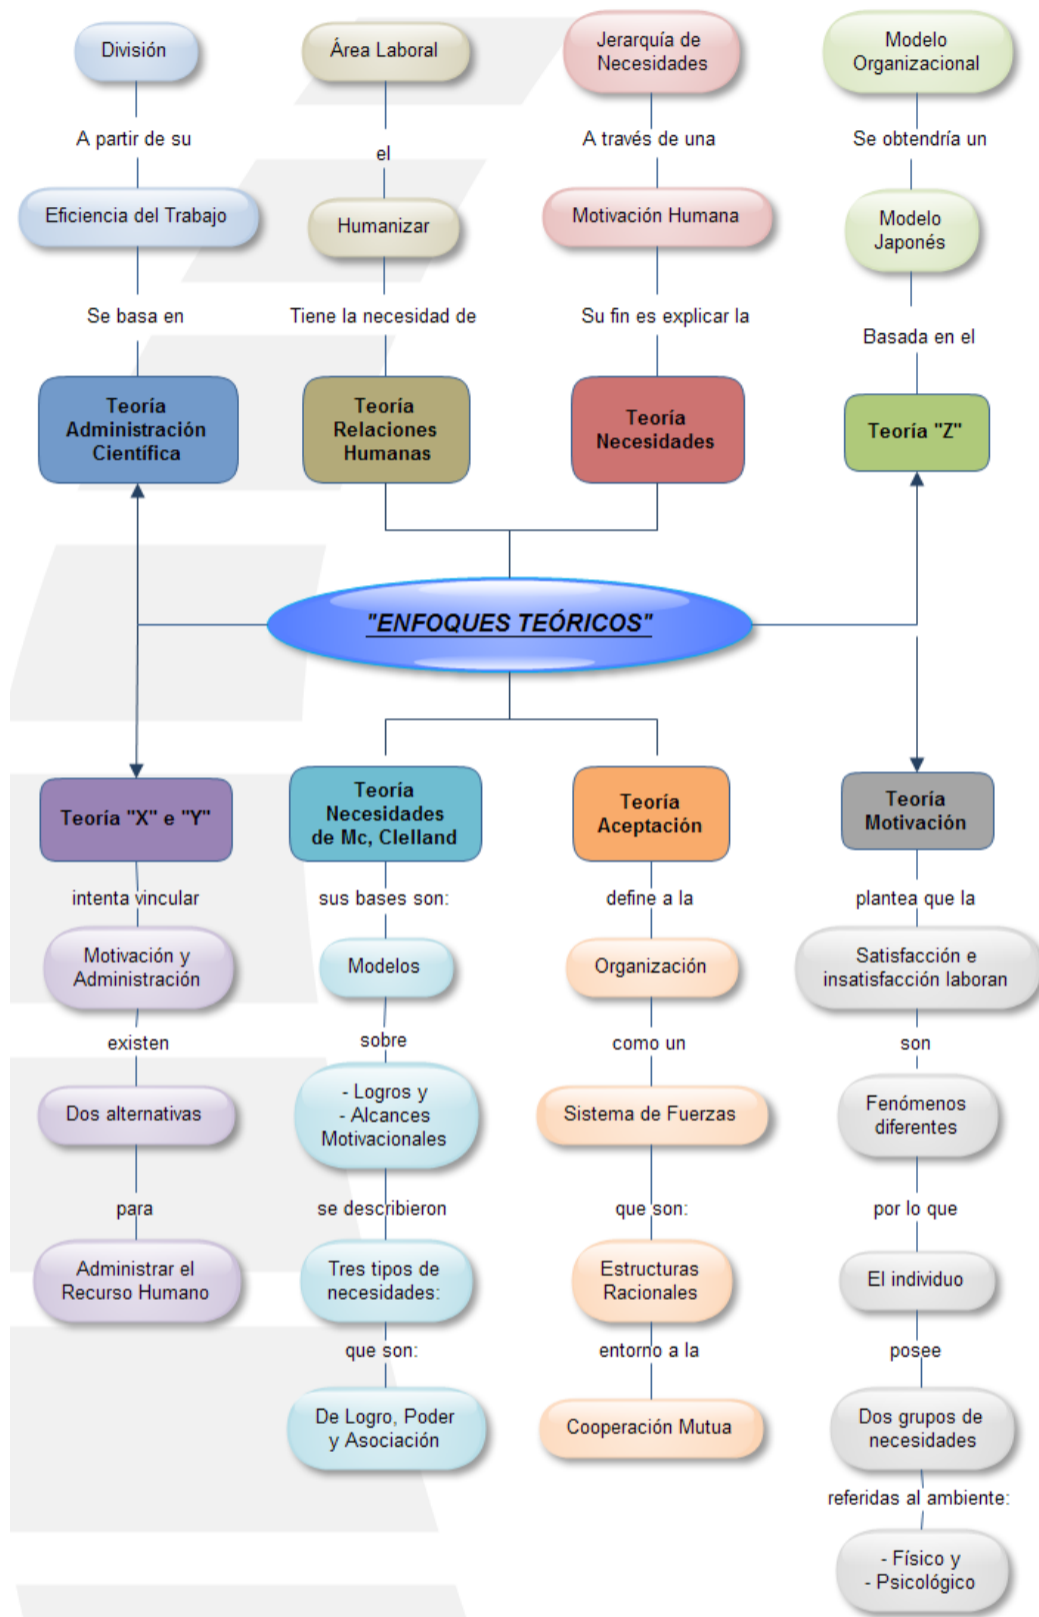 División
A partir de su
Eficiencia del Trabajo
Se basa en
Teoría
Administración
Científica
Área Laboral
el
Humanizar
Tiene la necesidad de
Teoría
Relaciones
Humanas
Jerarquía de
Necesidades
A través de una
Motivación Humana
Su fin es explicar la
Teoría
Necesidades
Modelo
Organizacional
Se obtendría un
Modelo
Japonés
Basada en el
Teoría "Z"
"ENFOQUES TEÓRICOS"
Teoría "X" e "Y"
intenta vincular
Motivación y
Administración
existen
Dos alternativas
para
Administrar el
Recurso Humano
Teoría
Necesidades
de Mc, Clelland
sus bases son:
Modelos
sobre
- Logros y
- Alcances
Motivacionales
se describieron
Tres tipos de
necesidades:
que son:
De Logro, Poder
y Asociación
Teoría
Aceptación
define a la
Organización
como un
Sistema de Fuerzas
que son:
Estructuras
Racionales
entorno a la
Cooperación Mutua
Teoría
Motivación
plantea que la
Satisfacción e
insatisfacción laboran
son
Fenómenos
diferentes
por lo que
El individuo
posee
Dos grupos de
necesidades
referidas al ambiente:
- Físico y
- Psicológico